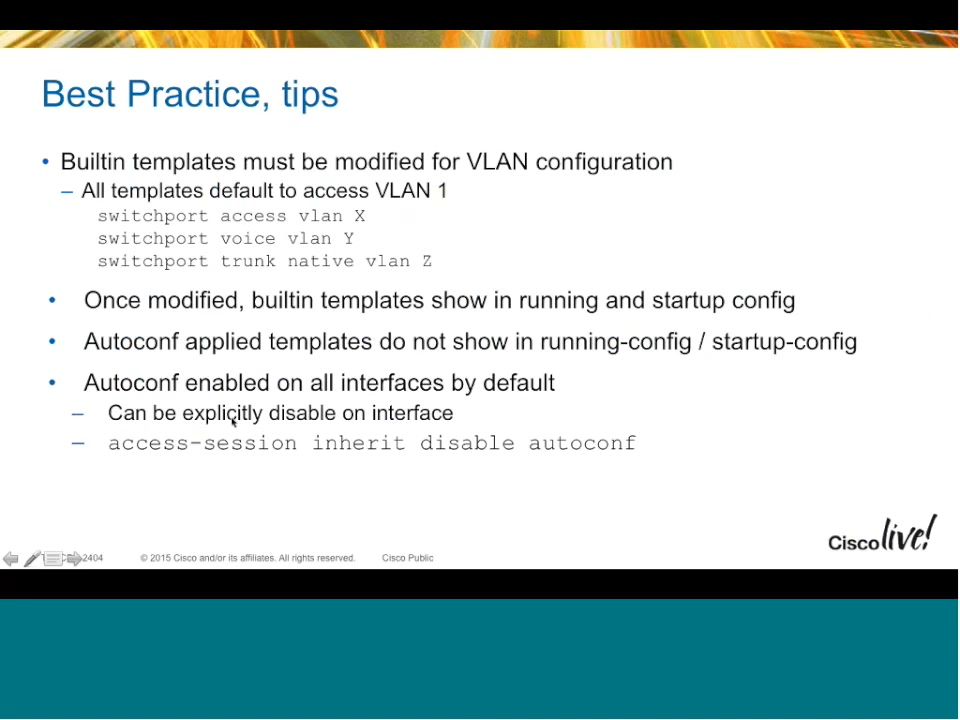 Best Practice, tips
• Builtin templates must be modified for VLAN configuration
– All templates default to access VLAN 1
switchport access vlan X
switchport voice vlan Y
switchport trunk native vlan Z
• Once modified, builtin templates show in running and startup config
• Autoconf applied templates do not show in running-config / startup-config
• Autoconf enabled on all interfaces by default
– Can be explicitly disable on interface
– access-session inherit disable autoconf
Cisco live!
2404 © 2015 Cisco and/or its affiliates. All rights reserved. Cisco Public